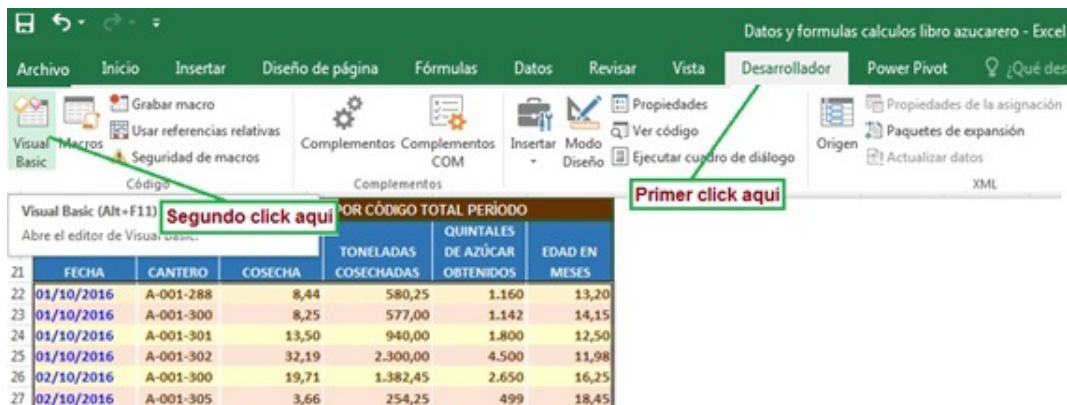 Datos y formulas calculos libro azucarero - Excel
Archivo Inicio Insertar Diseño de página Fórmulas Datos Revisar Vista Desarrollador Power Pivot ¿Qué des
Visual Basic
Macros
Grabar macro
Usar referencias relativas
Seguridad de macros
Código
Complementos
Complementos COM
Complementos
Insertar
Modo Diseño
Propiedades
Ver código
Ejecutar cuadro de diálogo
Origen
Propiedades de la asignación
Paquetes de expansión
Actualizar datos
XML
Primer click aqui
Visual Basic (Alt+F11)
Abre el editor de Visual Basic.
Segundo click aqui
POR CÓDIGO TOTAL PERÍODO
21 FECHA CANTERO COSECHA TONELADAS COSECHADAS QUINTALES DE AZÚCAR OBTENIDOS EDAD EN MESES
22 01/10/2016 A-001-288 8,44 580,25 1.160 13,20
23 01/10/2016 A-001-300 8,25 577,00 1.142 14,15
24 01/10/2016 A-001-301 13,50 940,00 1.800 12,50
25 01/10/2016 A-001-302 32,19 2.300,00 4.500 11,98
26 02/10/2016 A-001-300 19,71 1.382,45 2.650 16,25
27 02/10/2016 A-001-305 3,66 254,25 499 18,45